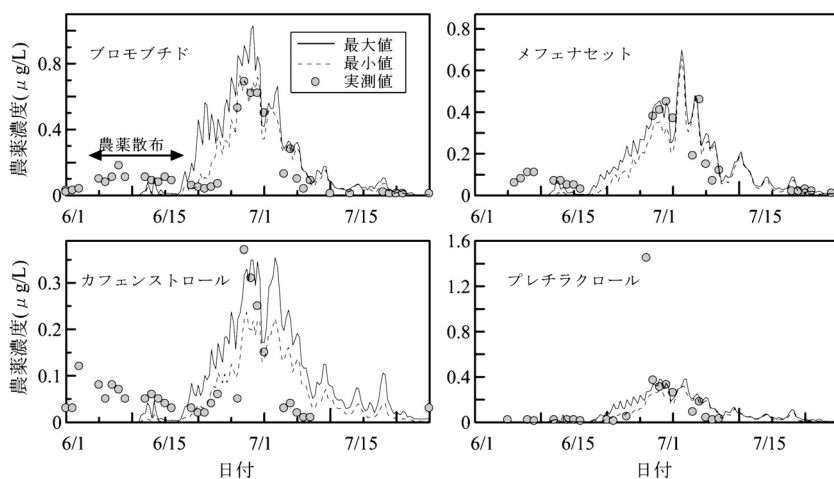 ブロモブチド
最大値
最小値
実測値
農薬散布
農薬濃度(μg/L)
0.8
0.4
0
6/1
6/15
7/1
7/15
メフェナセット
0.8
0.6
0.4
0.2
0
6/1
6/15
7/1
7/15
カフェンストロール
農薬濃度(μg/L)
0.3
0.2
0.1
0
6/1
6/15
7/1
7/15
日付
プレチラクロール
1.6
1.2
0.8
0.4
0
6/1
6/15
7/1
7/15
日付